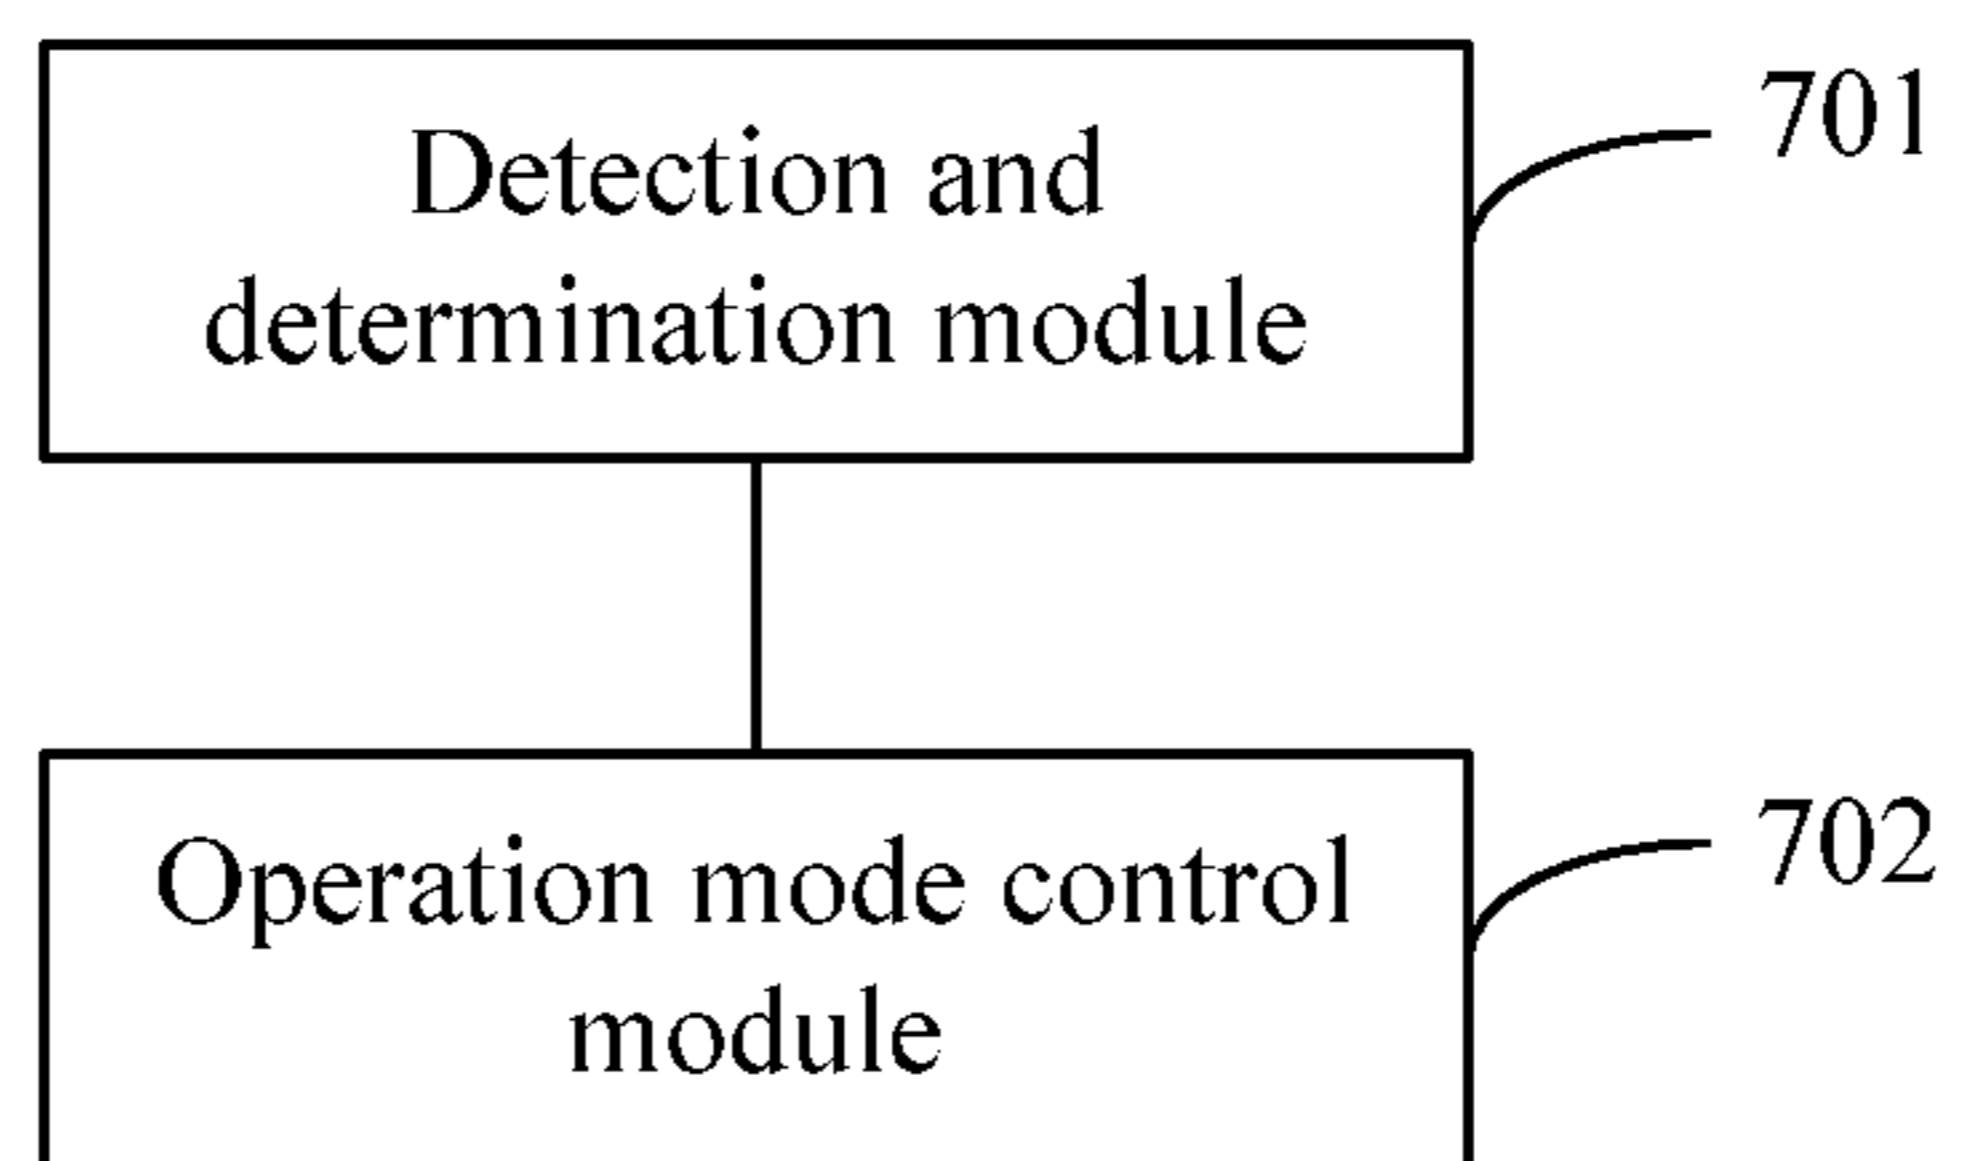 Detection and
determination module
701
Operation mode control
module
702